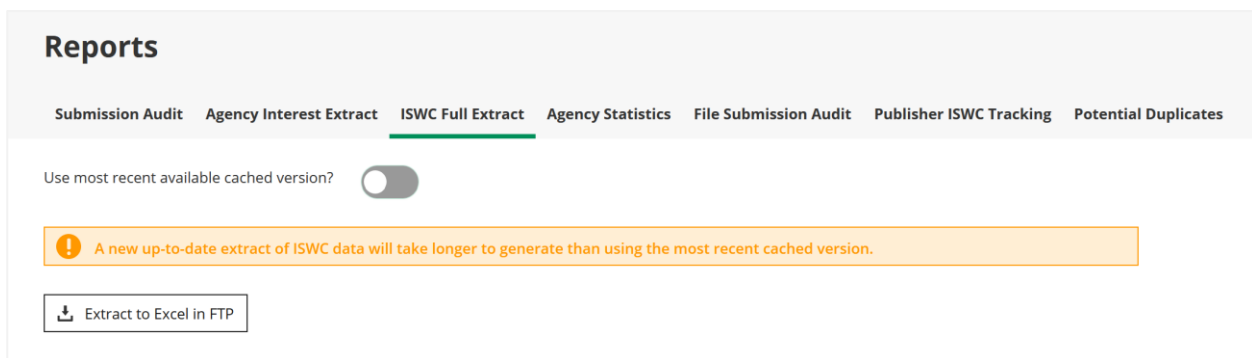 Reports
Submission Audit Agency Interest Extract ISWC Full Extract Agency Statistics File Submission Audit Publisher ISWC Tracking Potential Duplicates
Use most recent available cached version?
A new up-to-date extract of ISWC data will take longer to generate than using the most recent cached version.
Extract to Excel in FTP